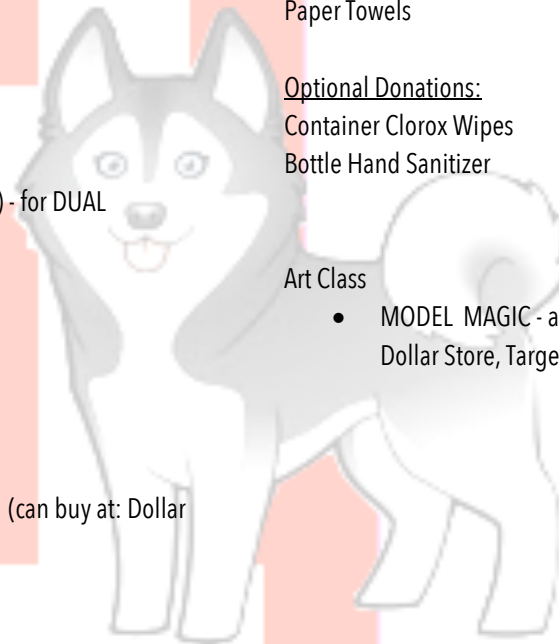 ) - for DUAL
(can buy at: Dollar
Paper Towels
Optional Donations:
Container Clorox Wipes
Bottle Hand Sanitizer
Art Class
• MODEL MAGIC - a
Dollar Store, Targe